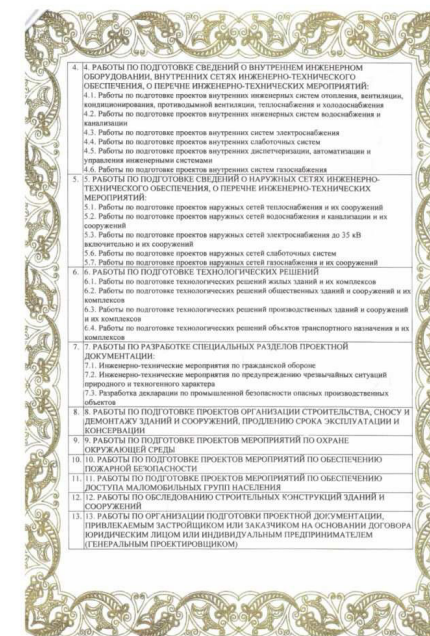 4. 4. РАБОТЫ ПО ПОДГОТОВКЕ СВЕДЕНИЙ О ВНУТРЕННЕМ ИНЖЕНЕРНОМ
ОБОРУДОВАНИИ, ВНУТРЕННИХ СЕТЯХ ИНЖЕНЕРНО-ТЕХНИЧЕСКОГО
ОБЕСПЕЧЕНИЯ, О ПЕРЕЧНЕ ИНЖЕНЕРНО-ТЕХНИЧЕСКИХ МЕРОПРИЯТИЙ:
4.1. Работы по подготовке проектов внутренних инженерных систем отопления, вентиляции,
кондиционирования, противодымной вентиляции, теплоснабжения и холодоснабжения
4.2. Работы по подготовке проектов внутренних инженерных систем водоснабжения и
канализации
4.3. Работы по подготовке проектов внутренних систем электроснабжения
4.4. Работы по подготовке проектов внутренних слаботочных систем
4.5. Работы по подготовке проектов внутренних диспетчеризации, автоматизации и
управления инженерными системами
4.6. Работы по подготовке проектов внутренних систем газоснабжения
5. 5. РАБОТЫ ПО ПОДГОТОВКЕ СВЕДЕНИЙ О НАРУЖНЫХ СЕТЯХ ИНЖЕНЕРНО-
ТЕХНИЧЕСКОГО ОБЕСПЕЧЕНИЯ, О ПЕРЕЧНЕ ИНЖЕНЕРНО-ТЕХНИЧЕСКИХ
МЕРОПРИЯТИЙ:
5.1. Работы по подготовке проектов наружных сетей теплоснабжения и их сооружений
5.2. Работы по подготовке проектов наружных сетей водоснабжения и канализации и их
сооружений
5.3. Работы по подготовке проектов наружных сетей электроснабжения до 35 кВ
включительно и их сооружений
5.6. Работы по подготовке проектов наружных сетей слаботочных систем
5.7. Работы по подготовке проектов наружных сетей газоснабжения и их сооружений
6. 6. РАБОТЫ ПО ПОДГОТОВКЕ ТЕХНОЛОГИЧЕСКИХ РЕШЕНИЙ
6.1. Работы по подготовке технологических решений жилых зданий и их комплексов
6.2. Работы по подготовке технологических решений общественных зданий и сооружений и их
комплексов
6.3. Работы по подготовке технологических решений производственных зданий и сооружений
и их комплексов
6.4. Работы по подготовке технологических решений объектов транспортного назначения и их
комплексов
7. 7. РАБОТЫ ПО РАЗРАБОТКЕ СПЕЦИАЛЬНЫХ РАЗДЕЛОВ ПРОЕКТНОЙ
ДОКУМЕНТАЦИИ:
7.1. Инженерно-технические мероприятия по гражданской обороне
7.2. Инженерно-технические мероприятия по предупреждению чрезвычайных ситуаций
природного и техногенного характера
7.3. Разработка декларации по промышленной безопасности опасных производственных
объектов
8. 8. РАБОТЫ ПО ПОДГОТОВКЕ ПРОЕКТОВ ОРГАНИЗАЦИИ СТРОИТЕЛЬСТВА, СНОСУ И
ДЕМОНТАЖУ ЗДАНИЙ И СООРУЖЕНИЙ, ПРОДЛЕНИЮ СРОКА ЭКСПЛУАТАЦИИ И
КОНСЕРВАЦИИ
9. 9. РАБОТЫ ПО ПОДГОТОВКЕ ПРОЕКТОВ МЕРОПРИЯТИЙ ПО ОХРАНЕ
ОКРУЖАЮЩЕЙ СРЕДЫ
10. 10. РАБОТЫ ПО ПОДГОТОВКЕ ПРОЕКТОВ МЕРОПРИЯТИЙ ПО ОБЕСПЕЧЕНИЮ
ПОЖАРНОЙ БЕЗОПАСНОСТИ
11. 11. РАБОТЫ ПО ПОДГОТОВКЕ ПРОЕКТОВ МЕРОПРИЯТИЙ ПО ОБЕСПЕЧЕНИЮ
ДОСТУПА МАЛОМОБИЛЬНЫХ ГРУПП НАСЕЛЕНИЯ
12. 12. РАБОТЫ ПО ОБСЛЕДОВАНИЮ СТРОИТЕЛЬНЫХ КОНСТРУКЦИЙ ЗДАНИЙ И
СООРУЖЕНИЙ
13. 13. РАБОТЫ ПО ОРГАНИЗАЦИИ ПОДГОТОВКИ ПРОЕКТНОЙ ДОКУМЕНТАЦИИ,
ПРИВЛЕКАЕМЫМ ЗАСТРОЙЩИКОМ ИЛИ ЗАКАЗЧИКОМ НА ОСНОВАНИИ ДОГОВОРА
ЮРИДИЧЕСКИМ ЛИЦОМ ИЛИ ИНДИВИДУАЛЬНЫМ ПРЕДПРИНИМАТЕЛЕМ
(ГЕНЕРАЛЬНЫМ ПРОЕКТИРОВЩИКОМ)